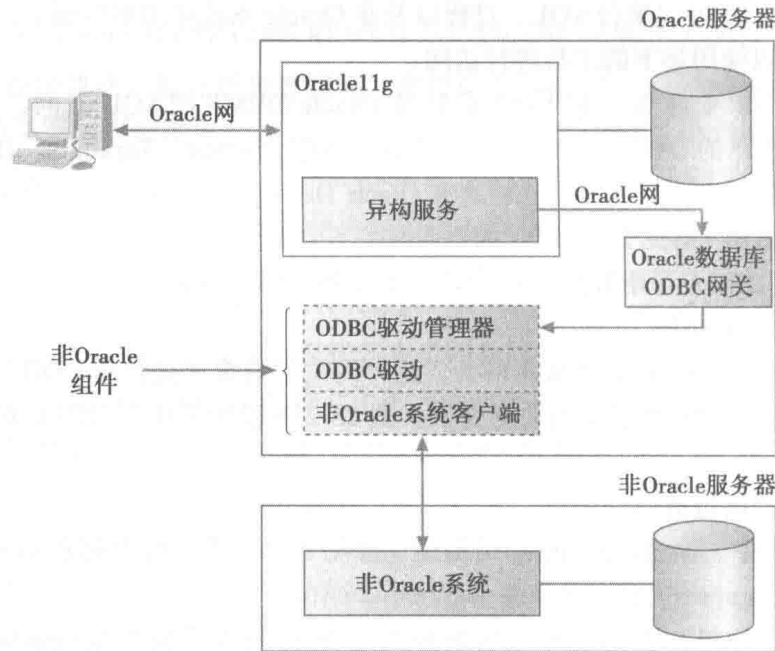 Oracle服务器
Oracle11g
Oracle网
异构服务
Oracle网
Oracle数据库
ODBC网关
ODBC驱动管理器
ODBC驱动
非Oracle系统客户端
非Oracle
组件
非Oracle服务器
非Oracle系统